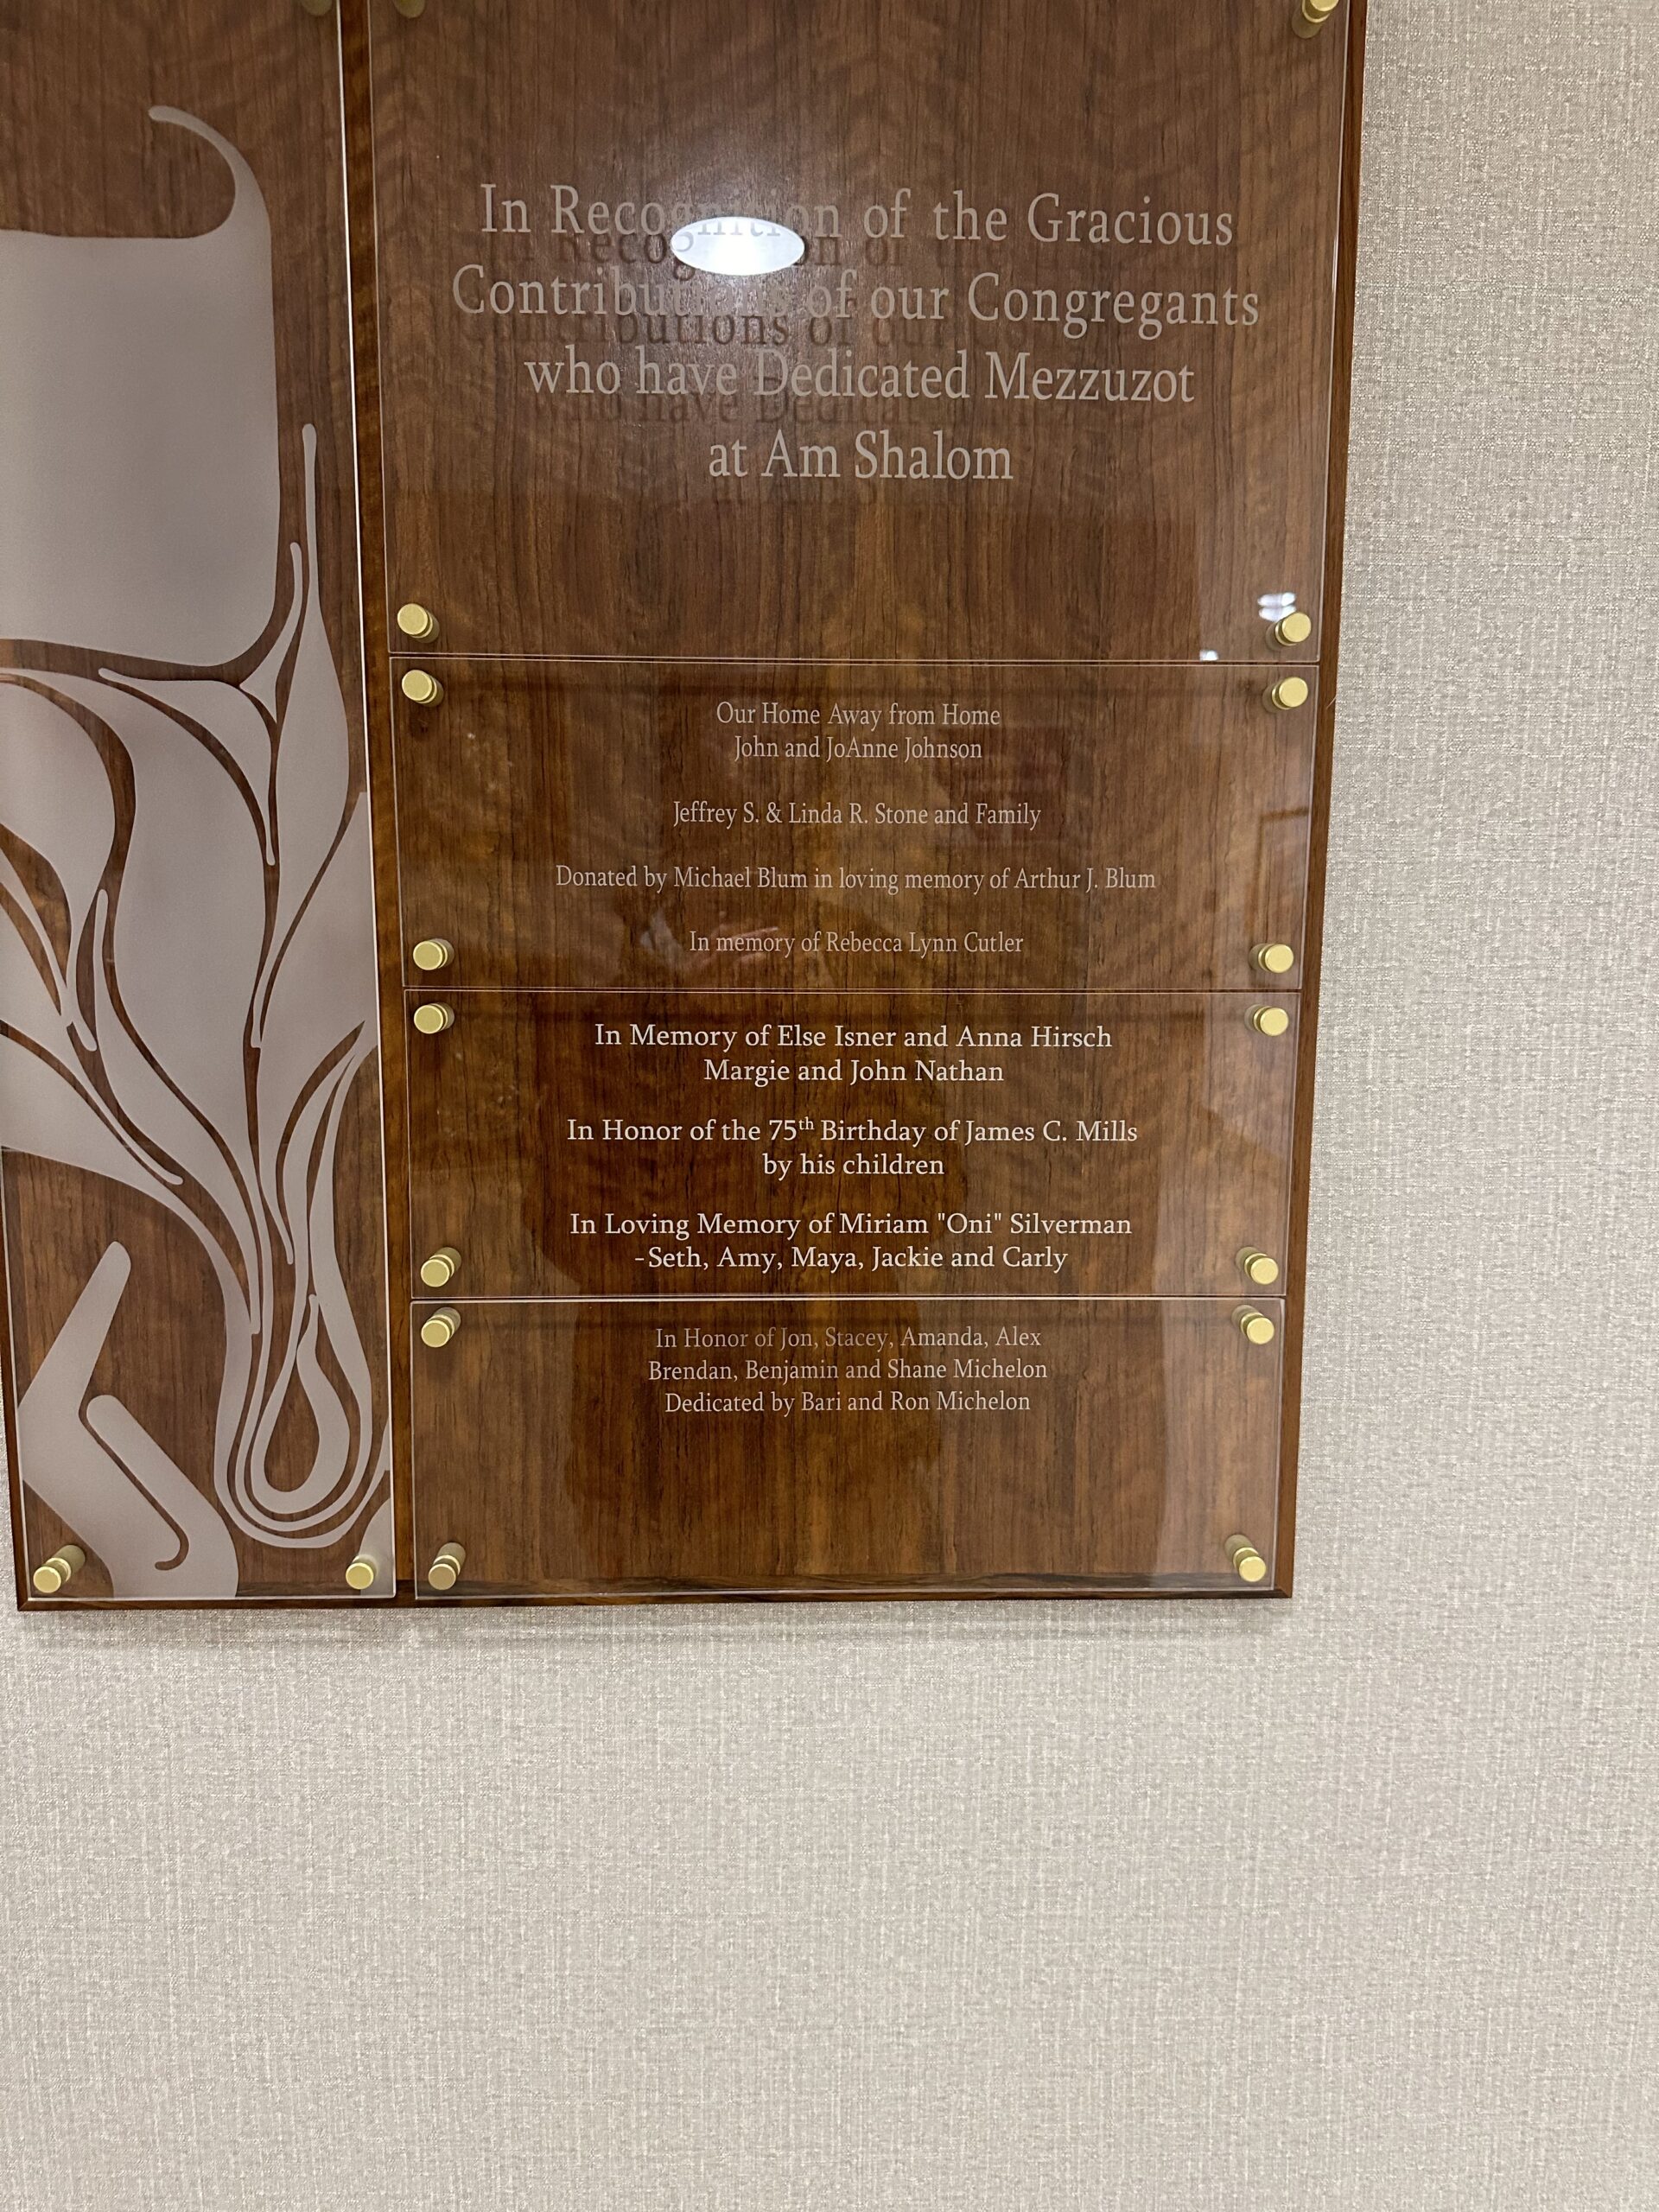 In Recognition of the Gracious
Contributions of our Congregants
who have Dedicated Mezzuzot
at Am Shalom
Our Home Away from Home
John and JoAnne Johnson
Jeffrey S. & Linda R. Stone and Family
Donated by Michael Blum in loving memory of Arthur J. Blum
In memory of Rebecca Lynn Cutler
In Memory of Else Isner and Anna Hirsch
Margie and John Nathan
In Honor of the 75th Birthday of James C. Mills
by his children
In Loving Memory of Miriam "Oni" Silverman
-Seth, Amy, Maya, Jackie and Carly
In Honor of Jon, Stacey, Amanda, Alex
Brendan, Benjamin and Shane Michelon
Dedicated by Bari and Ron Michelon